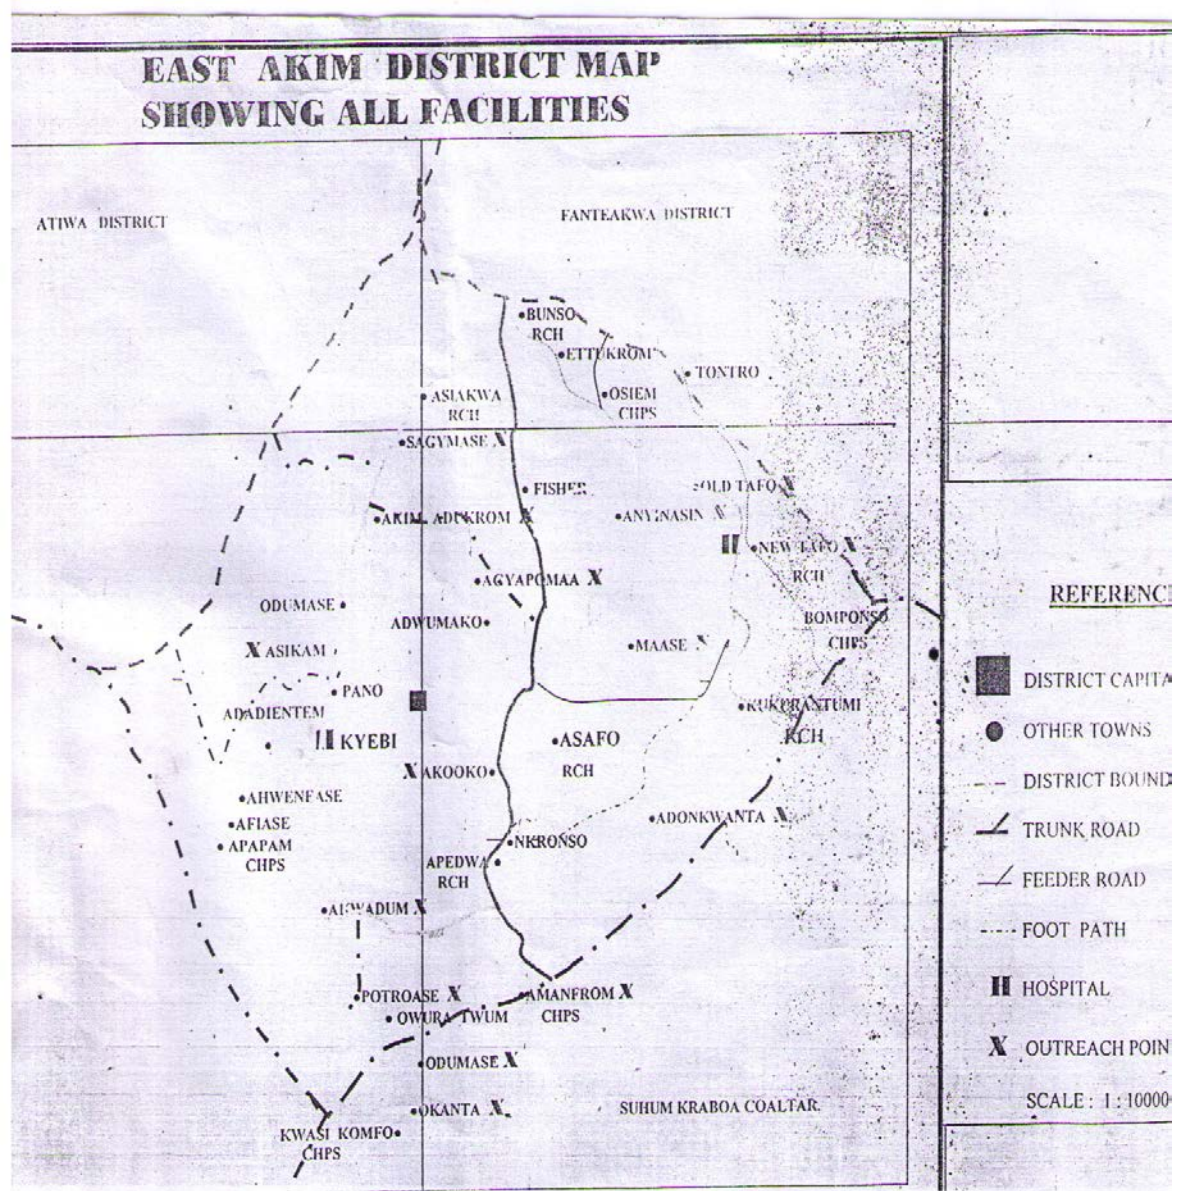 EAST AKIM DISTRICT MAP
SHOWING ALL FACILITIES
ATIWA DISTRICT
FANTEAKWA DISTRICT
BUNSO
RCH
ETTUKROM
TONTRO
ASIAKWA
RCH
OSIEM
CHPS
SAGYMASE X
FISHER
OLD TAFO X
AKIM ADUKROM X
ANYINASIN X
H NEW TAFO X
RCH
AGYAPOMAA X
ODUMASE
ADWUMAKO
BOMPONSO
CHPS
X ASIKAM
MAASE X
PANO
ADADIENTEM
KUKURANTUMI
RCH
H KYEBI
ASAFO
RCH
X AKOOKO
AHWENEASE
AFIASE
APAPAM
CHPS
ADONKWANTA X
NKRONSO
APEDWA
RCH
AKWADUM X
POTROASE X
AMANFROM X
CHPS
OWURA TWUM
ODUMASE X
OKANTA X
SUHUM KRABOA COALTAR.
KWASI KOMFO
CHPS
REFERENC
DISTRICT CAPITA
OTHER TOWNS
DISTRICT BOUND
TRUNK ROAD
FEEDER ROAD
FOOT PATH
H HOSPITAL
X OUTREACH POIN
SCALE : 1 : 10000